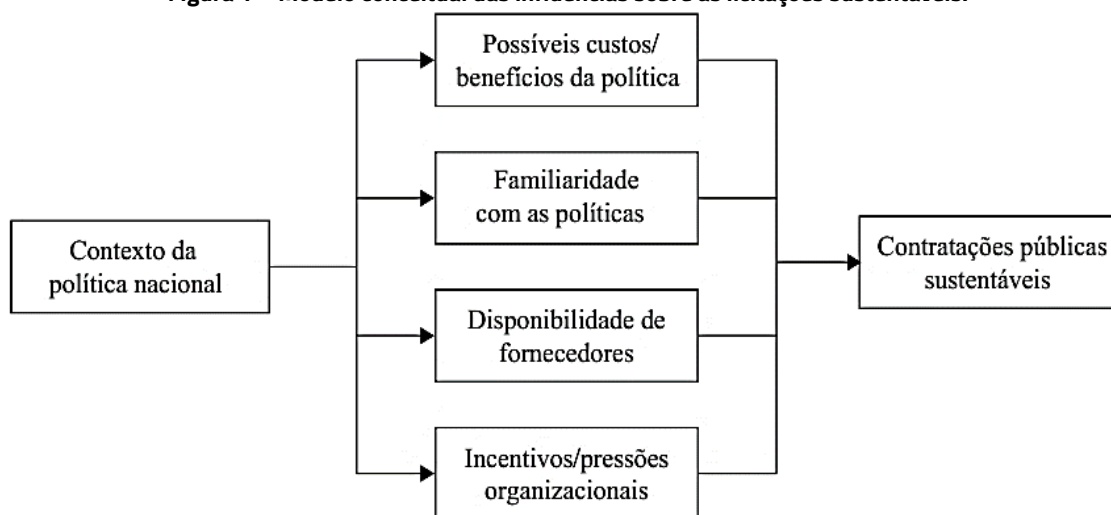 Possíveis custos/
benefícios da política
Familiaridade
com as políticas
Contexto da
política nacional
Contratações públicas
sustentáveis
Disponibilidade de
fornecedores
Incentivos/pressões
organizacionais